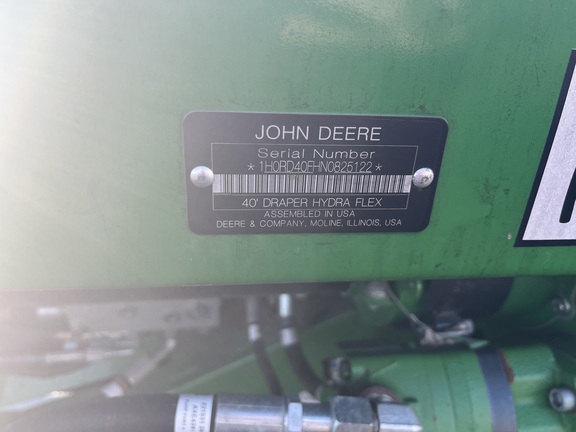 JOHN DEERE
Serial Number
*1H0RD40FHN0825122*
40' DRAPER HYDRA FLEX
ASSEMBLED IN USA
DEERE & COMPANY, MOLINE, ILLINOIS, USA